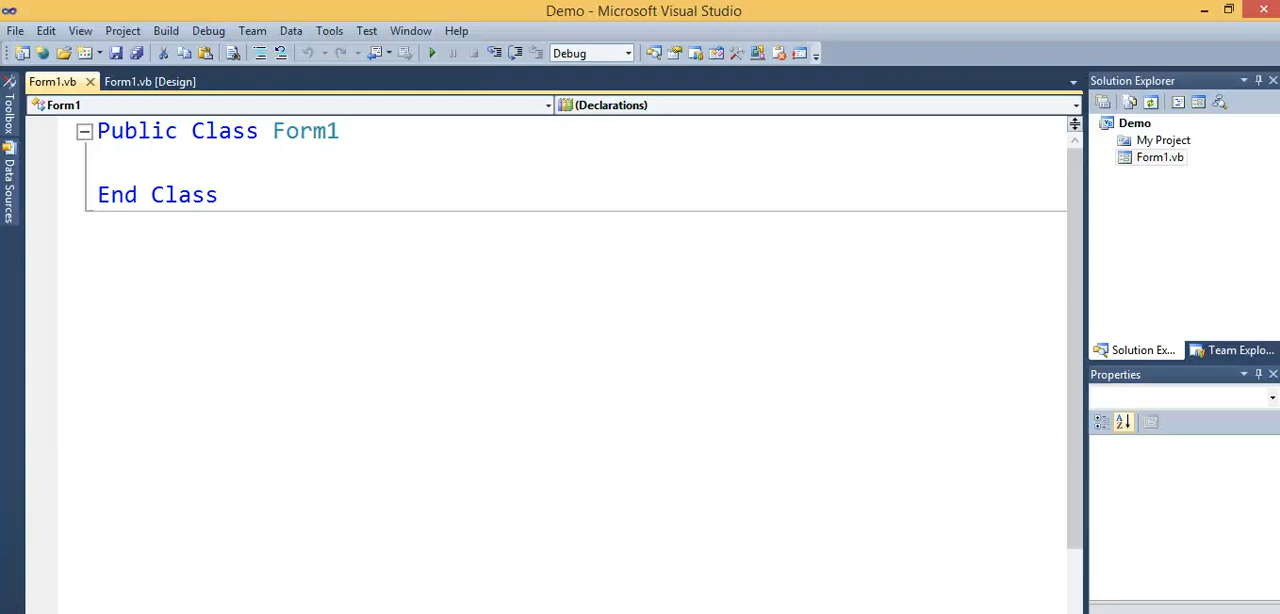 Demo - Microsoft Visual Studio
File Edit View Project Build Debug Team Data Tools Test Window Help
Debug
Form1.vb Form1.vb [Design]
Solution Explorer
Form1 (Declarations)
Toolbox
Data Sources
Public Class Form1
End Class
Demo
My Project
Form1.vb
Solution Ex... Team Explo...
Properties